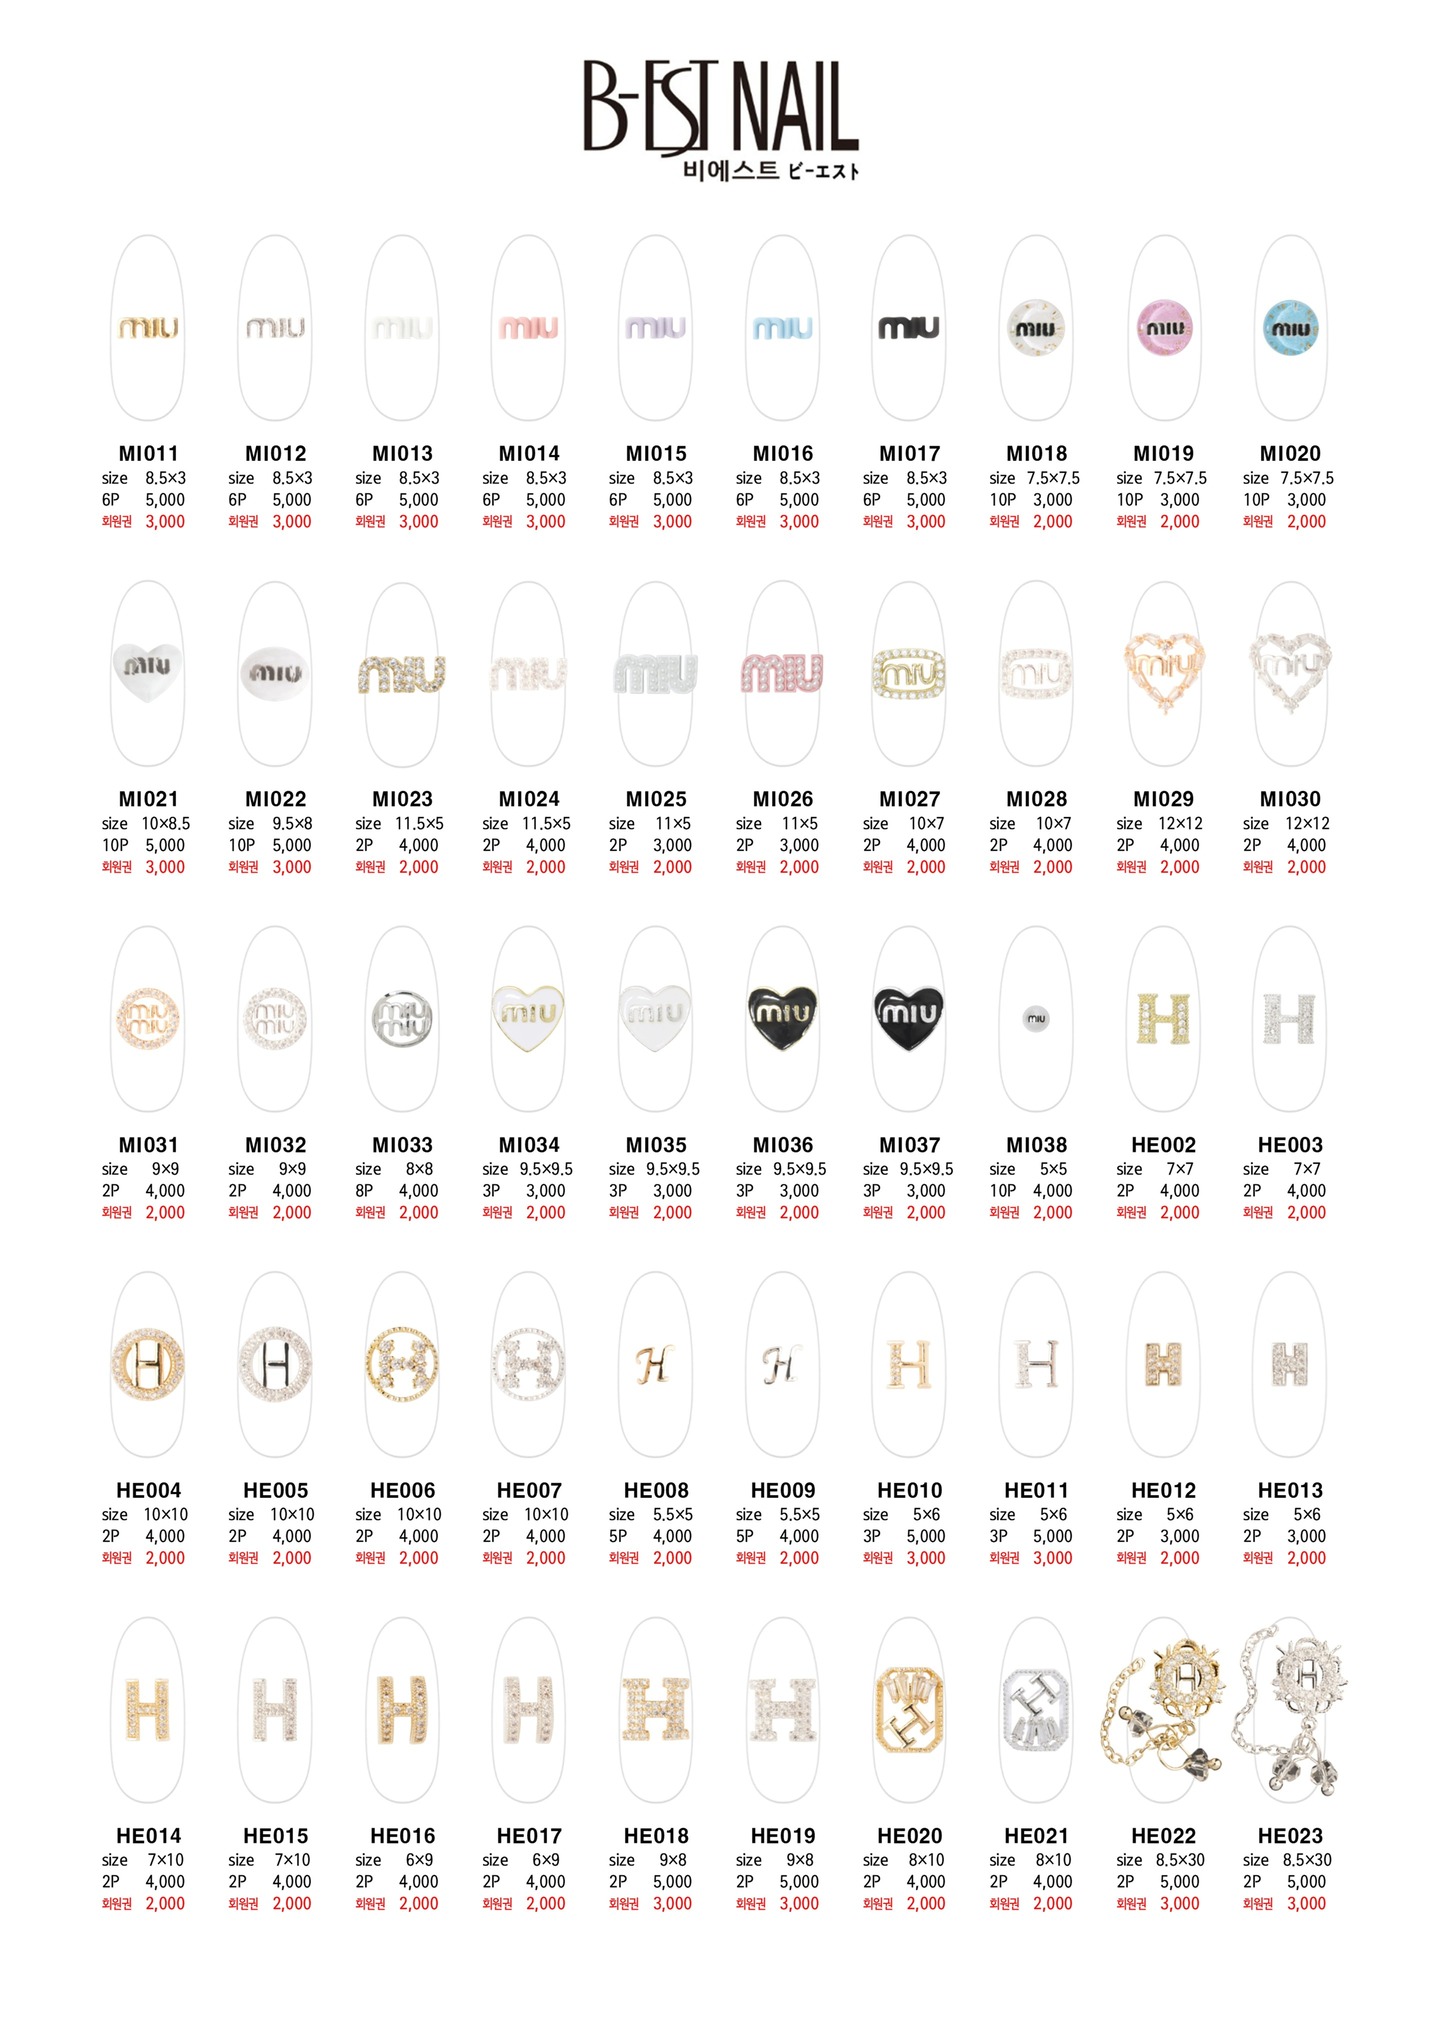 B-EST NAIL
비에스트 ビーエスト
miu miu miu miu miu miu miu miu miu miu
MI011 MI012 MI013 MI014 MI015 MI016 MI017 MI018 MI019 MI020
size 8.5×3 size 8.5×3 size 8.5×3 size 8.5×3 size 8.5×3 size 8.5×3 size 8.5×3 size 7.5×7.5 size 7.5×7.5 size 7.5×7.5
6P 5,000 6P 5,000 6P 5,000 6P 5,000 6P 5,000 6P 5,000 6P 5,000 10P 3,000 10P 3,000 10P 3,000
회원권 3,000 회원권 3,000 회원권 3,000 회원권 3,000 회원권 3,000 회원권 3,000 회원권 3,000 회원권 2,000 회원권 2,000 회원권 2,000
miu miu miu miu miu miu miu miu miu miu
MI021 MI022 MI023 MI024 MI025 MI026 MI027 MI028 MI029 MI030
size 10×8.5 size 9.5×8 size 11.5×5 size 11.5×5 size 11×5 size 11×5 size 10×7 size 10×7 size 12×12 size 12×12
10P 5,000 10P 5,000 2P 4,000 2P 4,000 2P 3,000 2P 3,000 2P 4,000 2P 4,000 2P 4,000 2P 4,000
회원권 3,000 회원권 3,000 회원권 2,000 회원권 2,000 회원권 2,000 회원권 2,000 회원권 2,000 회원권 2,000 회원권 2,000 회원권 2,000
miu miu miu miu miu miu miu miu miu miu miu H H
MI031 MI032 MI033 MI034 MI035 MI036 MI037 MI038 HE002 HE003
size 9×9 size 9×9 size 8×8 size 9.5×9.5 size 9.5×9.5 size 9.5×9.5 size 9.5×9.5 size 5×5 size 7×7 size 7×7
2P 4,000 2P 4,000 8P 4,000 3P 3,000 3P 3,000 3P 3,000 3P 3,000 10P 4,000 2P 4,000 2P 4,000
회원권 2,000 회원권 2,000 회원권 2,000 회원권 2,000 회원권 2,000 회원권 2,000 회원권 2,000 회원권 2,000 회원권 2,000 회원권 2,000
H H H H H H H H H H
HE004 HE005 HE006 HE007 HE008 HE009 HE010 HE011 HE012 HE013
size 10×10 size 10×10 size 10×10 size 10×10 size 5.5×5 size 5.5×5 size 5×6 size 5×6 size 5×6 size 5×6
2P 4,000 2P 4,000 2P 4,000 2P 4,000 5P 4,000 5P 4,000 3P 5,000 3P 5,000 2P 3,000 2P 3,000
회원권 2,000 회원권 2,000 회원권 2,000 회원권 2,000 회원권 2,000 회원권 2,000 회원권 3,000 회원권 3,000 회원권 2,000 회원권 2,000
H H H H H H H H H H
HE014 HE015 HE016 HE017 HE018 HE019 HE020 HE021 HE022 HE023
size 7×10 size 7×10 size 6×9 size 6×9 size 9×8 size 9×8 size 8×10 size 8×10 size 8.5×30 size 8.5×30
2P 4,000 2P 4,000 2P 4,000 2P 4,000 2P 5,000 2P 5,000 2P 4,000 2P 4,000 2P 5,000 2P 5,000
회원권 2,000 회원권 2,000 회원권 2,000 회원권 2,000 회원권 3,000 회원권 3,000 회원권 2,000 회원권 2,000 회원권 3,000 회원권 3,000